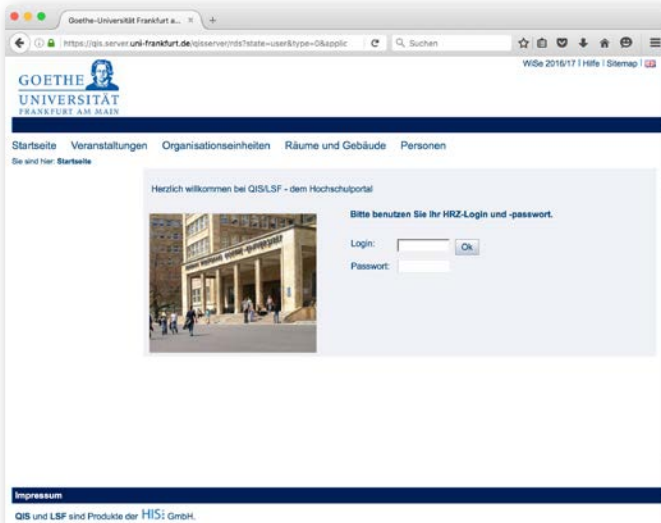 Goethe-Universität Frankfurt a...
https://qis.server.uni-frankfurt.de/qisserver/rds?state=user&type=0&applic
Suchen
WiSe 2016/17 | Hilfe | Sitemap |
GOETHE
UNIVERSITÄT
FRANKFURT AM MAIN
Startseite Veranstaltungen Organisationseinheiten Räume und Gebäude Personen
Sie sind hier: Startseite
Herzlich willkommen bei QIS/LSF - dem Hochschulportal
Bitte benutzen Sie Ihr HRZ-Login und -passwort.
Login:
Ok
Passwort:
Impressum
QIS und LSF sind Produkte der HIS: GmbH.